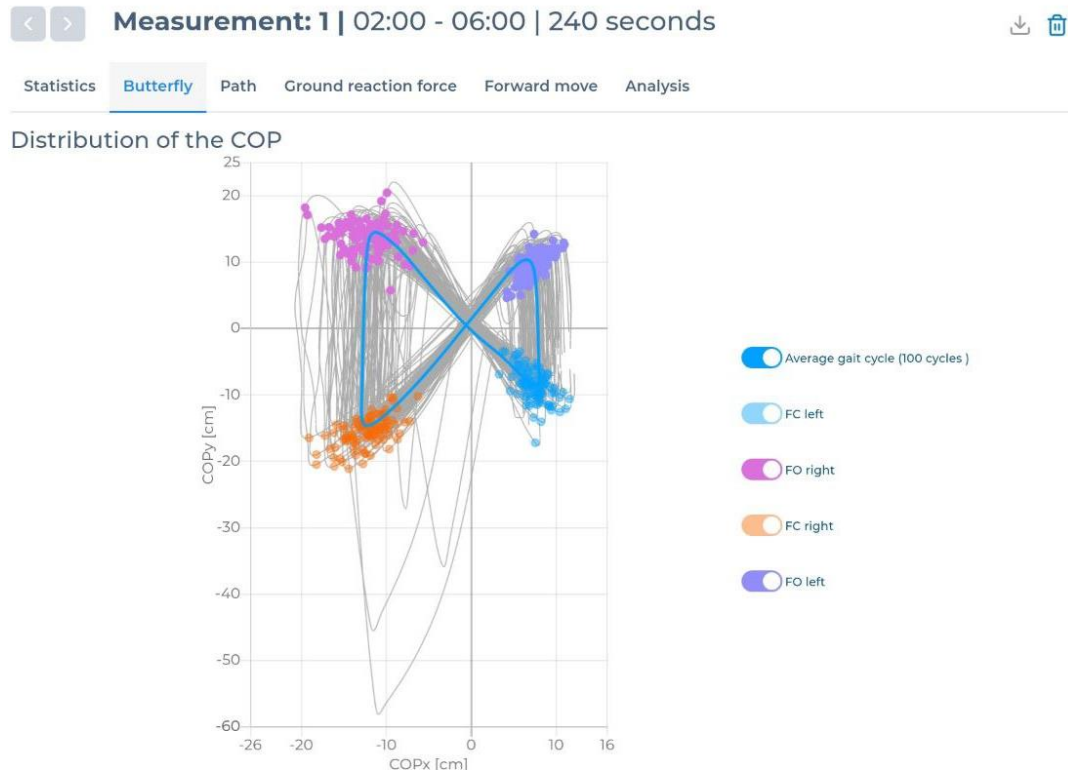 Measurement: 1 | 02:00 - 06:00 | 240 seconds
Statistics Butterfly Path Ground reaction force Forward move Analysis
Distribution of the COP
25
20
10
0
-10
-20
-30
-40
-50
-60
COPy [cm]
-26 -20 -10 0 10 16
COPx [cm]
Average gait cycle (100 cycles )
FC left
FO right
FC right
FO left